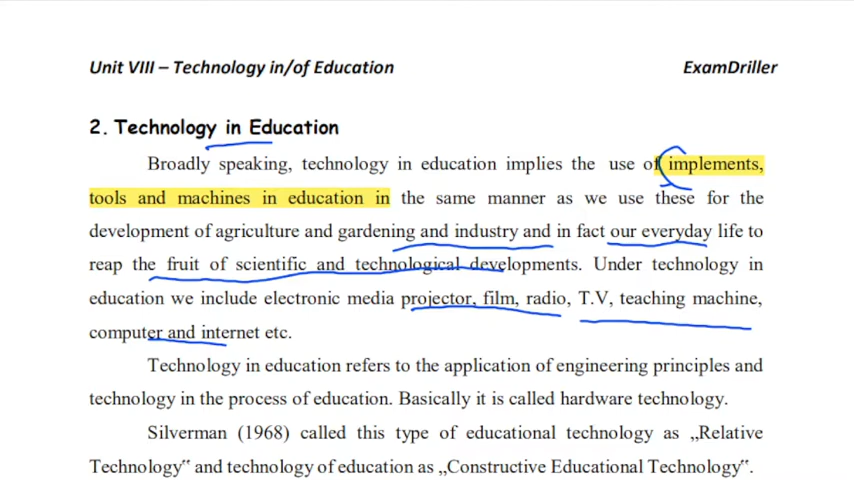 Unit VIII – Technology in/of Education ExamDriller
2. Technology in Education
Broadly speaking, technology in education implies the use of implements,
tools and machines in education in the same manner as we use these for the
development of agriculture and gardening and industry and in fact our everyday life to
reap the fruit of scientific and technological developments. Under technology in
education we include electronic media projector, film, radio, T.V, teaching machine,
computer and internet etc.
Technology in education refers to the application of engineering principles and
technology in the process of education. Basically it is called hardware technology.
Silverman (1968) called this type of educational technology as „Relative
Technology‟ and technology of education as „Constructive Educational Technology‟.